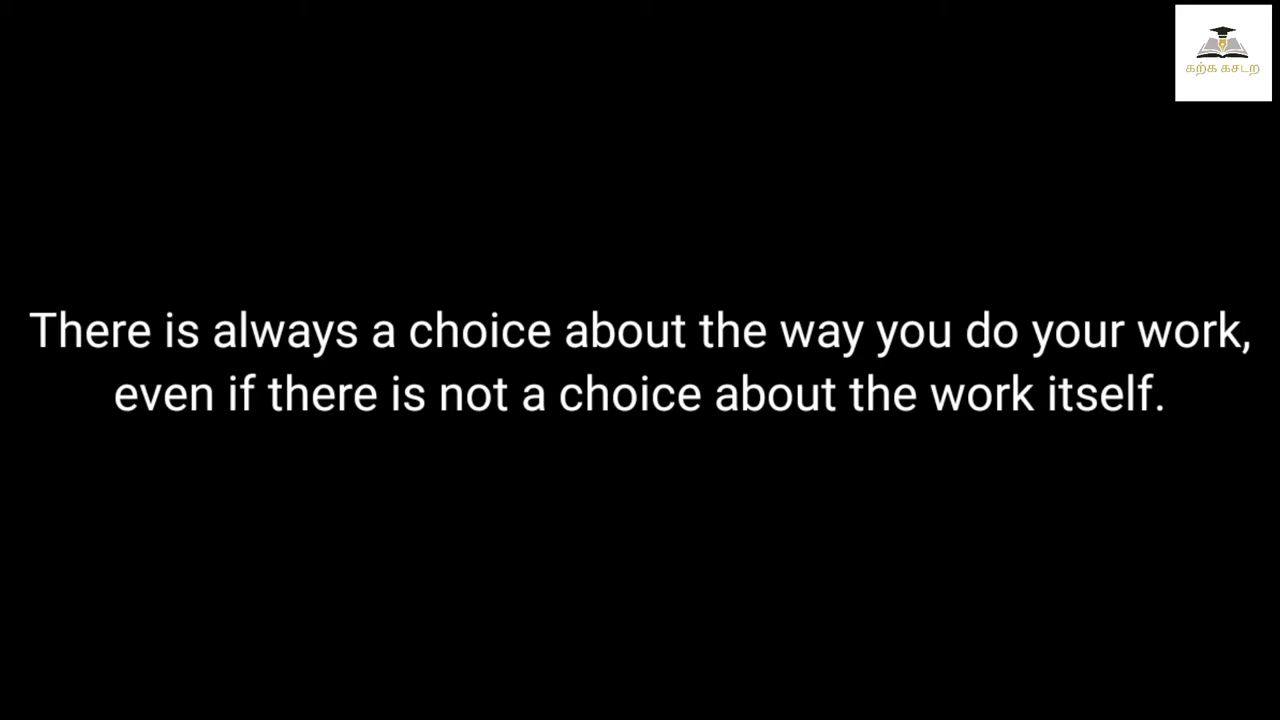 கற்க கசடற
There is always a choice about the way you do your work,
even if there is not a choice about the work itself.